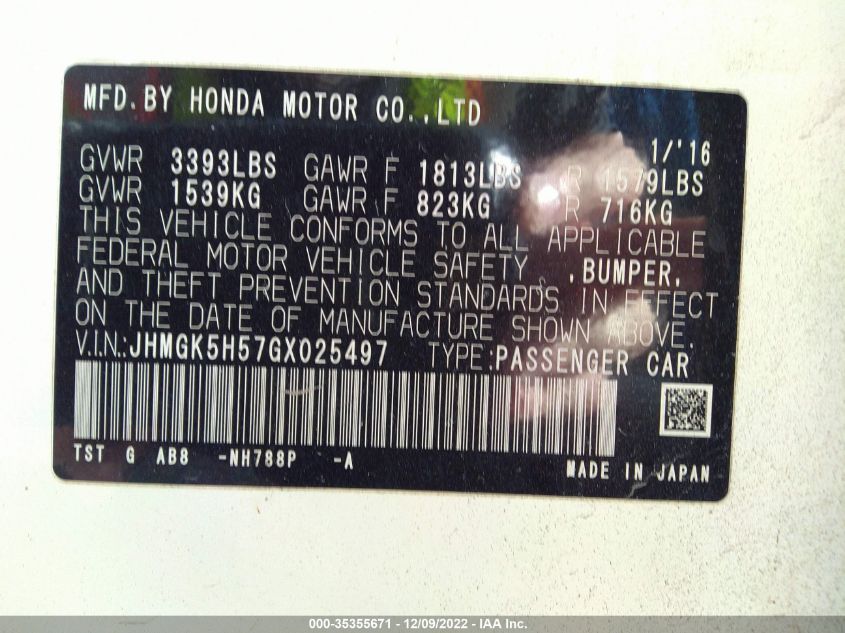 MFD. BY HONDA MOTOR CO., LTD
1/'16
GVWR 3393LBS GAWR F 1813LBS R 1579LBS
GVWR 1539KG GAWR F 823KG R 716KG
THIS VEHICLE CONFORMS TO ALL APPLICABLE
FEDERAL MOTOR VEHICLE SAFETY , BUMPER,
AND THEFT PREVENTION STANDARDS IN EFFECT
ON THE DATE OF MANUFACTURE SHOWN ABOVE.
V.I.N.:JHMGK5H57GX025497 TYPE:PASSENGER CAR
TST G AB8 -NH788P -A MADE IN JAPAN
000-35355671 - 12/09/2022 - IAA Inc.